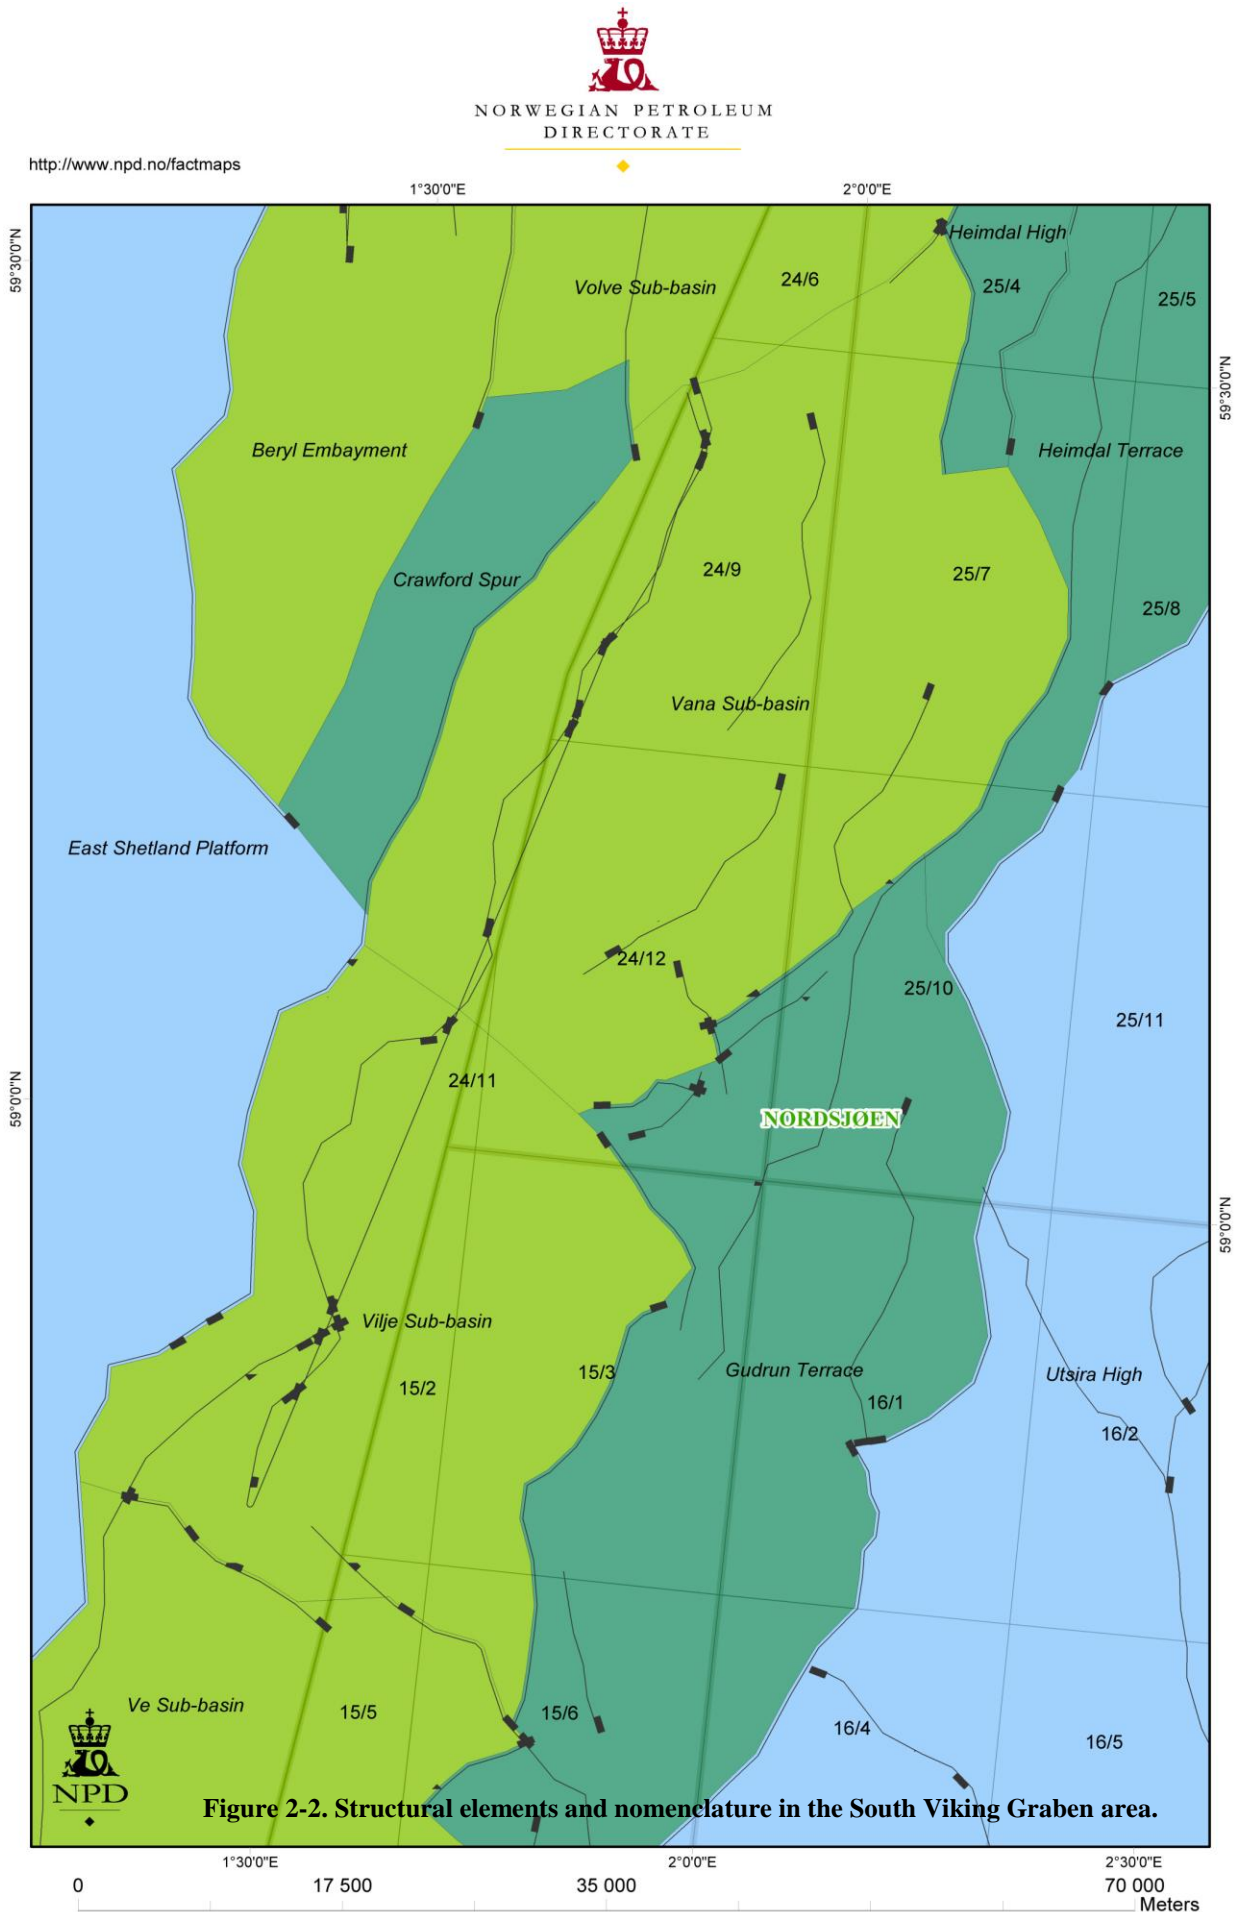 NORWEGIAN PETROLEUM
DIRECTORATE
http://www.npd.no/factmaps
1°30'0"E
2°0'0"E
59°30'0"N
Heimdal High
24/6
Volve Sub-basin
25/4
25/5
59°30'0"N
Beryl Embayment
Heimdal Terrace
24/9
25/7
Crawford Spur
25/8
Vana Sub-basin
East Shetland Platform
24/12
25/10
25/11
24/11
59°0'0"N
NORDSJØEN
59°0'0"N
Vilje Sub-basin
15/3
Gudrun Terrace
Utsira High
15/2
16/1
16/2
Ve Sub-basin
15/5
15/6
16/4
16/5
NPD
Figure 2-2. Structural elements and nomenclature in the South Viking Graben area.
1°30'0"E
2°0'0"E
2°30'0"E
0
17 500
35 000
70 000
Meters